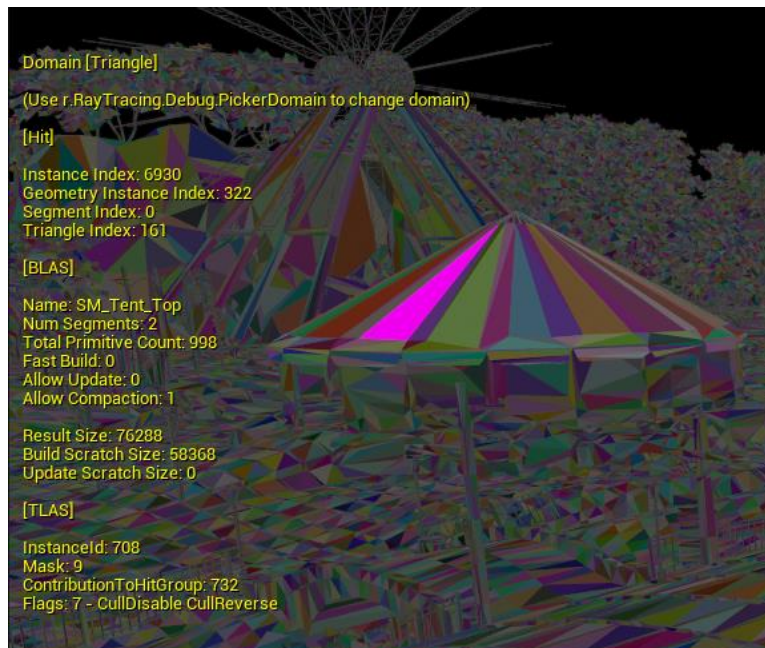 Domain [Triangle]
(Use r.RayTracing.Debug.PickerDomain to change domain)
[Hit]
Instance Index: 6930
Geometry Instance Index: 322
Segment Index: 0
Triangle Index: 161
[BLAS]
Name: SM_Tent_Top
Num Segments: 2
Total Primitive Count: 998
Fast Build: 0
Allow Update: 0
Allow Compaction: 1
Result Size: 76288
Build Scratch Size: 58368
Update Scratch Size: 0
[TLAS]
InstanceId: 708
Mask: 9
ContributionToHitGroup: 732
Flags: 7 - CullDisable CullReverse